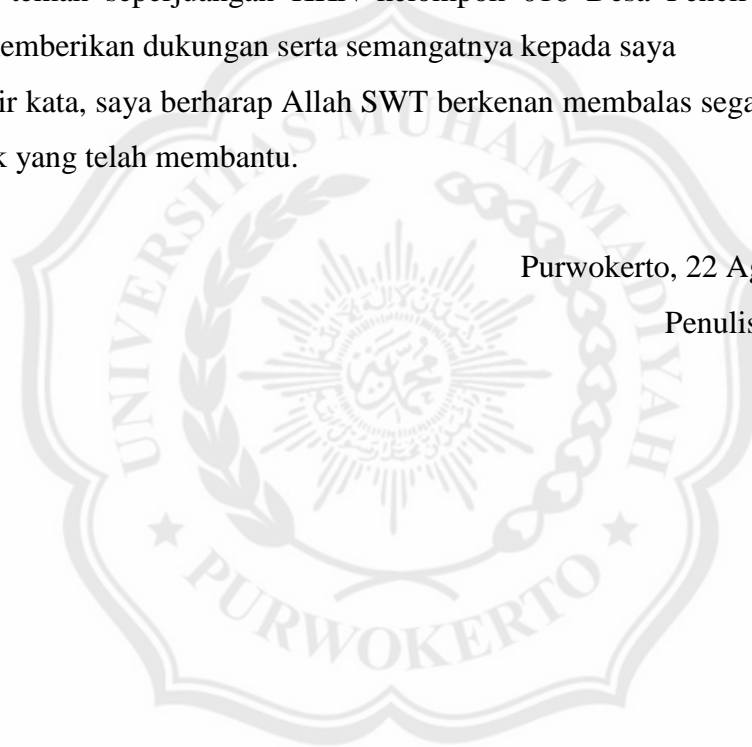 seperjuangan
emberikan dukungan serta semangatnya kepada saya
ir kata, saya berharap Allah SWT berkenan membalas sega
k yang telah membantu.
Purwokerto, 22 Ag
Penulis
UNIVERSITAS MUHAMMADIYAH
PURWOKERTO